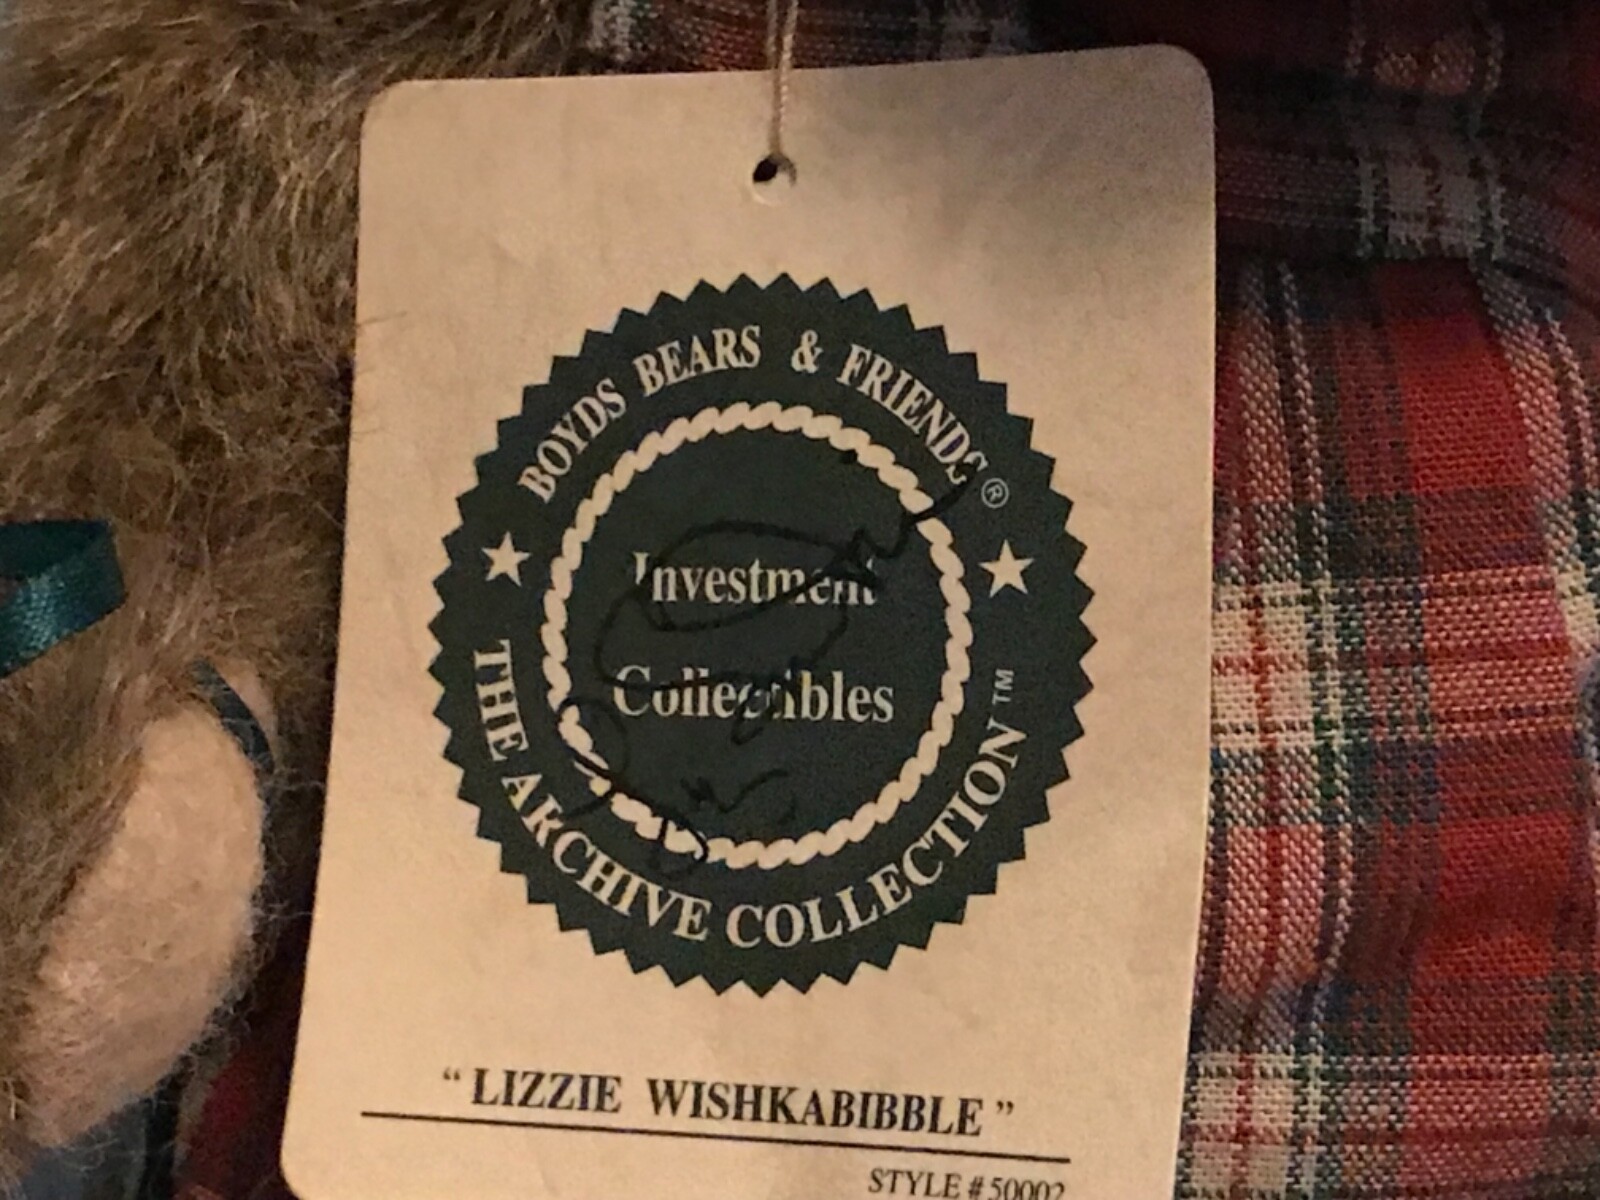 BOYDS BEARS & FRIENDS®
Investment
Collectibles
THE ARCHIVE COLLECTION™
“LIZZIE WISHKABIBBLE”
STYLE # 50002